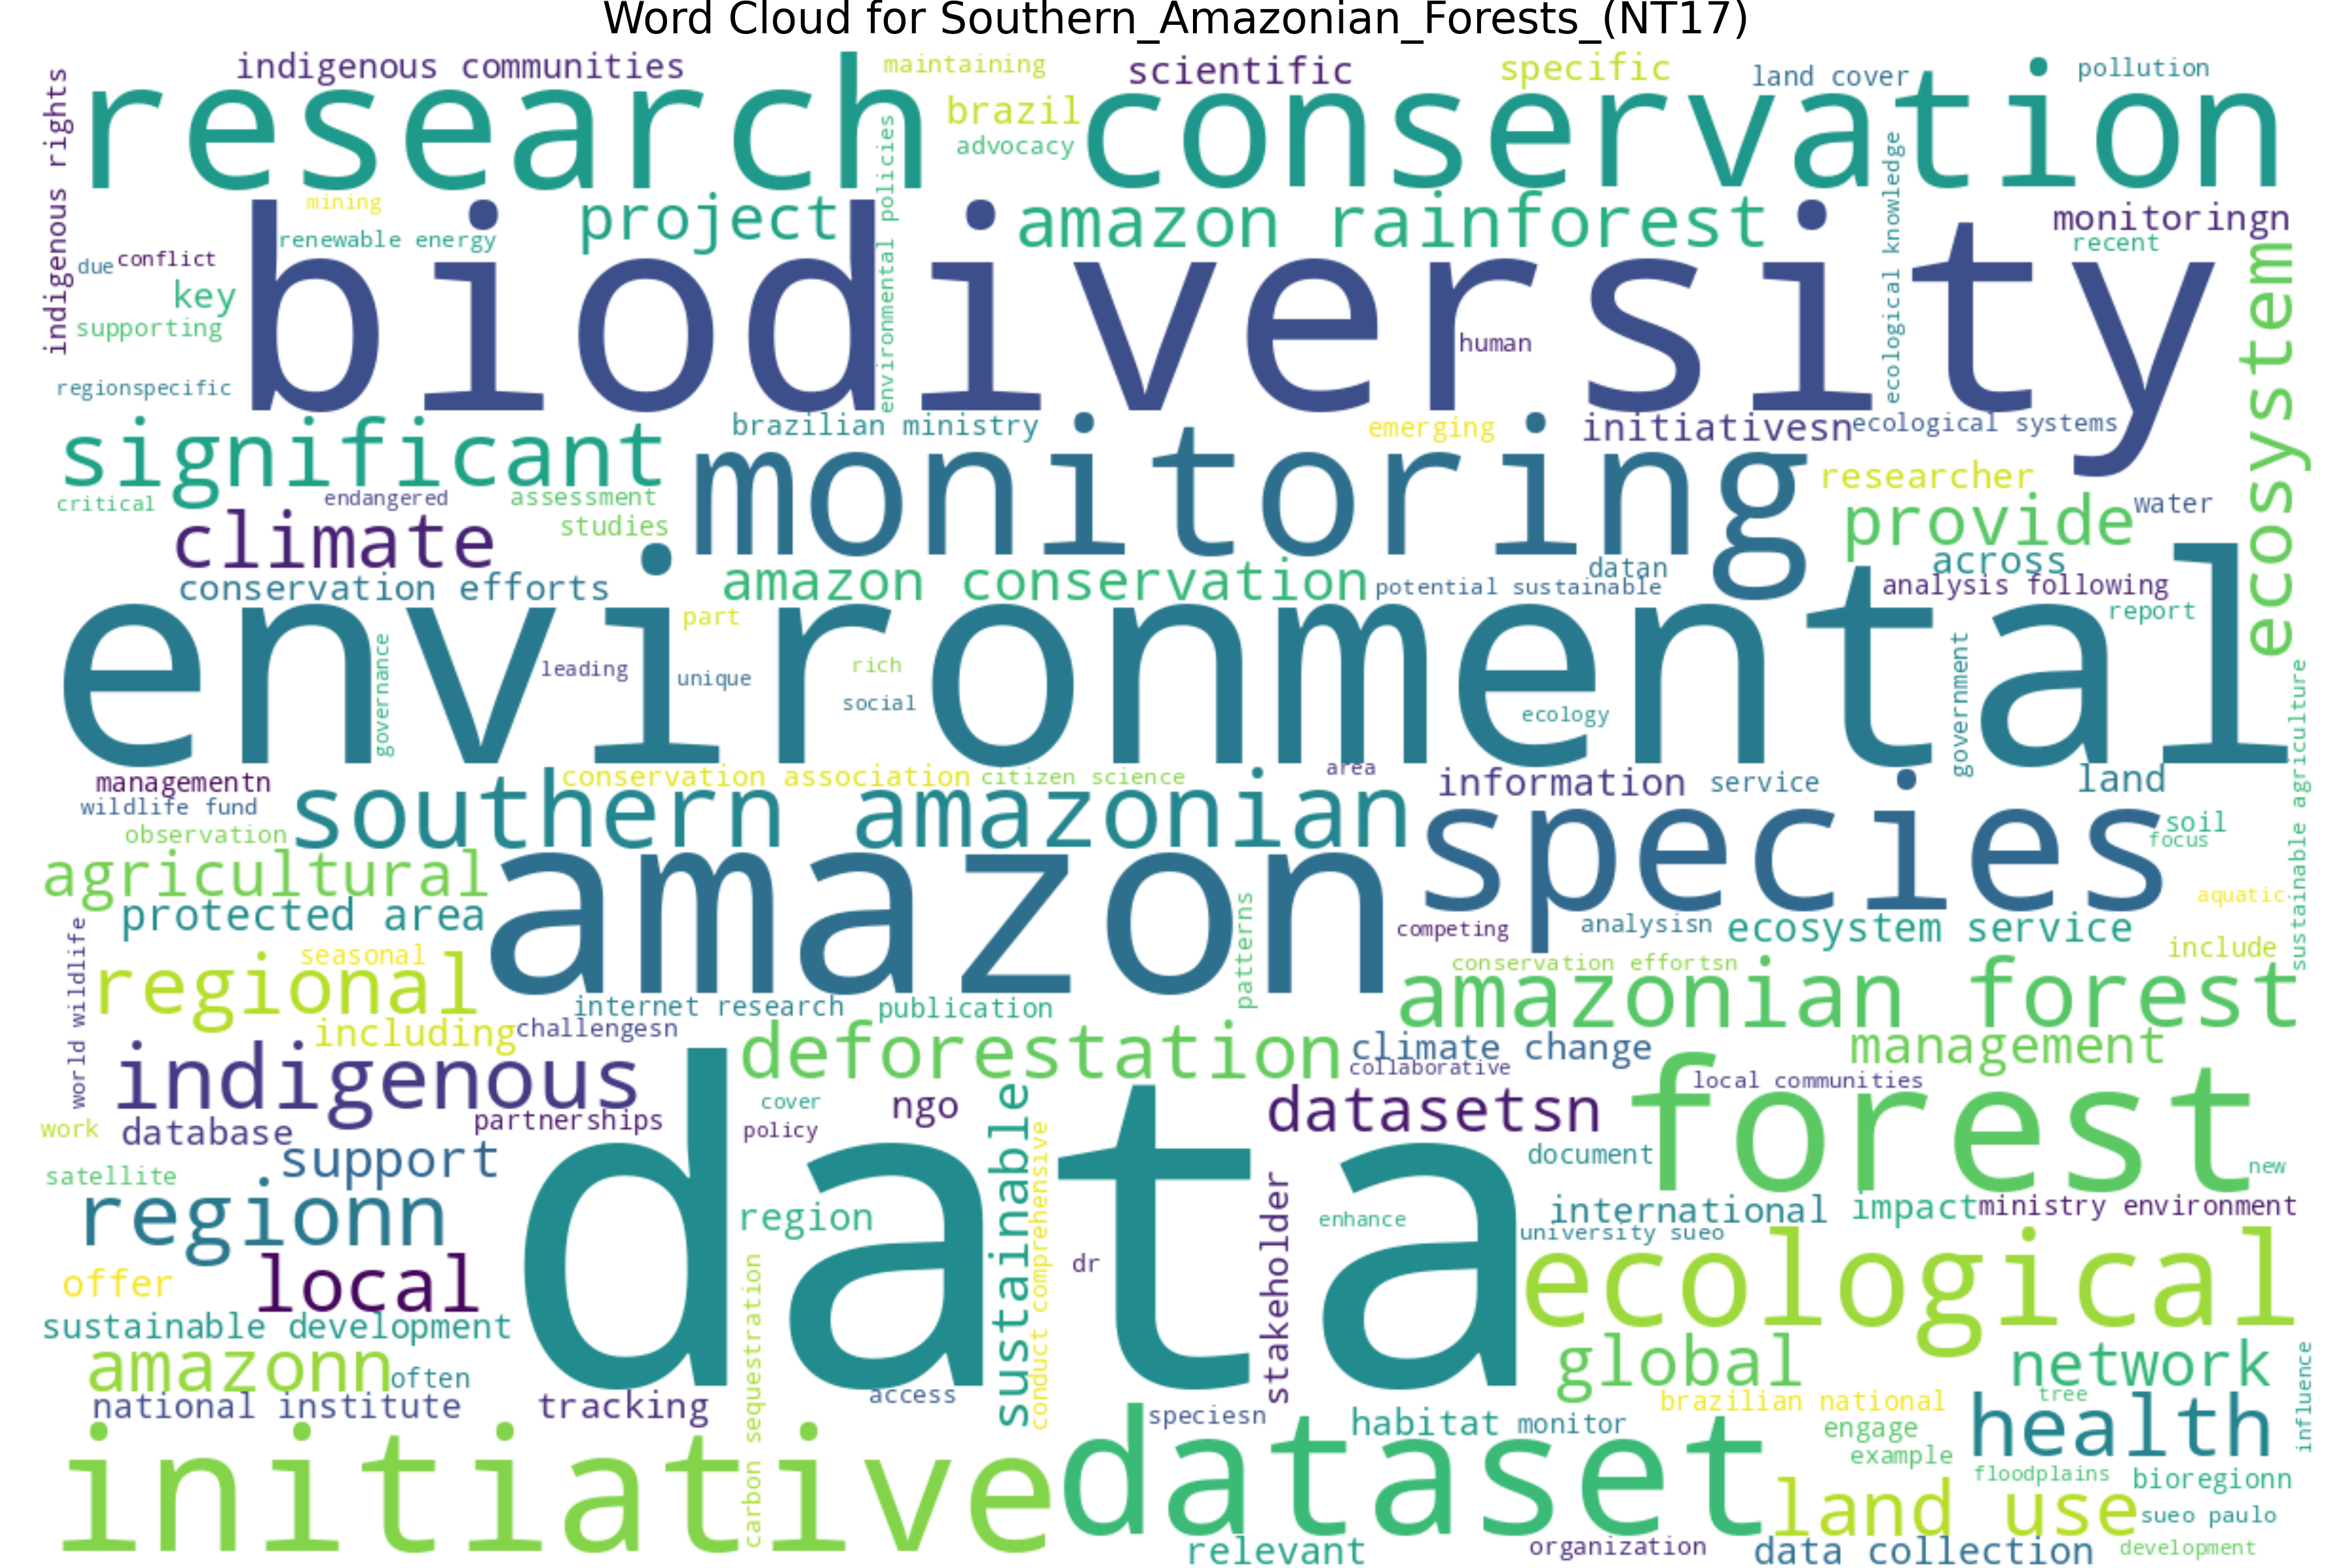 Word Cloud for Southern_Amazonian_Forests_(NT17)
indigenous communities
maintaining
scientific
specific
land cover
pollution
indigenous rights
research
brazil
advocacy
conservation
mining
project
environmental policies
amazon rainforest
ecological knowledge
monitoringn
recent
renewable energy
due
conflict
key
supporting
biodiversity
human
regionspecific
ecosystem
significant
brazilian ministry
emerging
initiativesn
ecological systems
critical
endangered
assessment
studies
monitoring
researcher
climate
provide
water
conservation efforts
amazon conservation
datan
potential sustainable
across
analysis following
report
environmental
part
governance
leading
unique
rich
social
ecology
government
managementn
wildlife fund
conservation association
citizen science
area
information
service
land
sustainable agriculture
observation
southern amazonian
species
soil
focus
agricultural
protected area
amazon
patterns
competing
analysisn
ecosystem service
aquatic
include
world wildlife
seasonal
regional
internet research
publication
conservation effortsn
amazonian forest
including
challengesn
deforestation
climate change
collaborative
management
indigenous
partnerships
cover
policy
ngo
datasetsn
local communities
forest
work
database
support
satellite
data
sustainable
conduct comprehensive
stakeholder
document
new
regionn
region
enhance
international
impact
ministry environment
university sueo
dr
offer
local
ecological
sustainable development
carbon sequestration
amazonn
often
global
network
influence
national institute
tracking
access
speciesn
habitat
monitor
brazilian national
tree
engage
example
health
initiative
dataset
floodplains
bioregionn
land use
sueo paulo
relevant
organization
data collection
development